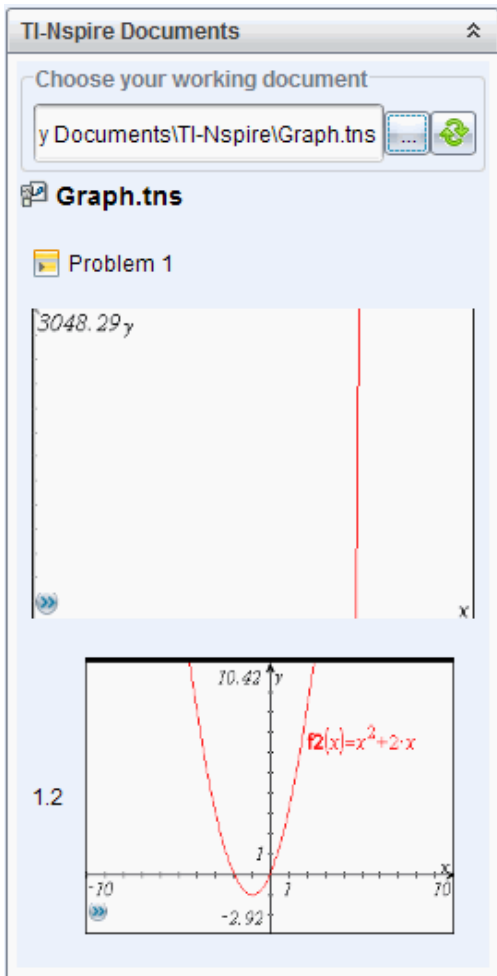 TI-Nspire Documents
Choose your working document
y Documents\TI-Nspire\Graph.tns ...
Graph.tns
Problem 1
3048.29 y
x
10.42 y
f2(x)=x²+2·x
1.2
1
x
-10 1 10
-2.92